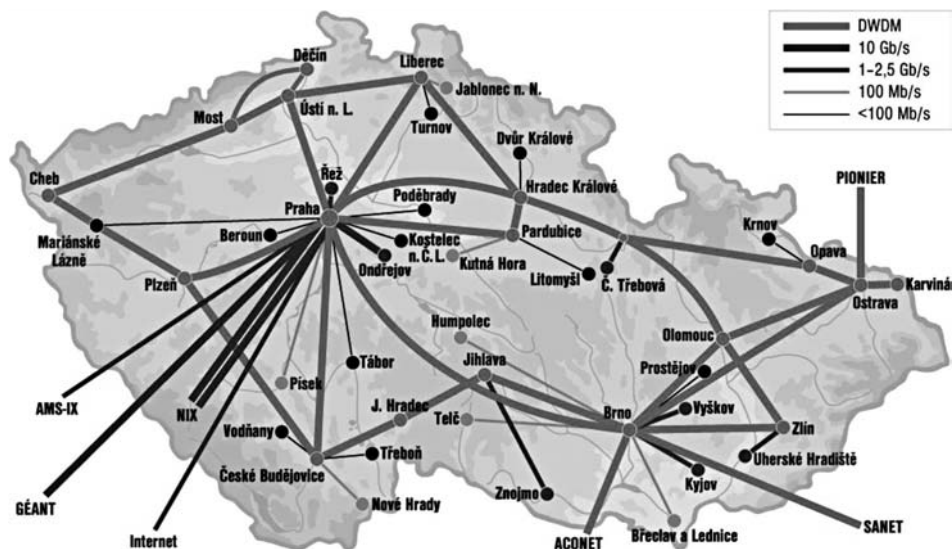 DWDM
10 Gb/s
1–2,5 Gb/s
100 Mb/s
<100 Mb/s
Děčín
Liberec
Jablonec n. N.
Most
Ústí n. L.
Turnov
Dvůr Králové
Cheb
Řež
Hradec Králové
PIONIER
Praha
Poděbrady
Mariánské
Lázně
Beroun
Kostelec
n. Č. L.
Pardubice
Krnov
Opava
Plzeň
Ondřejov
Kutná Hora
Litomyšl
Č. Třebová
Ostrava
Karviná
Humpolec
Olomouc
Jihlava
Prostějov
Tábor
AMS-IX
NIX
Písek
J. Hradec
Telč
Brno
Vyškov
Zlín
Vodňany
Třeboň
Uherské Hradiště
České Budějovice
Kyjov
GÉANT
Nové Hrady
Znojmo
Internet
ACONET
Břeclav a Lednice
SANET